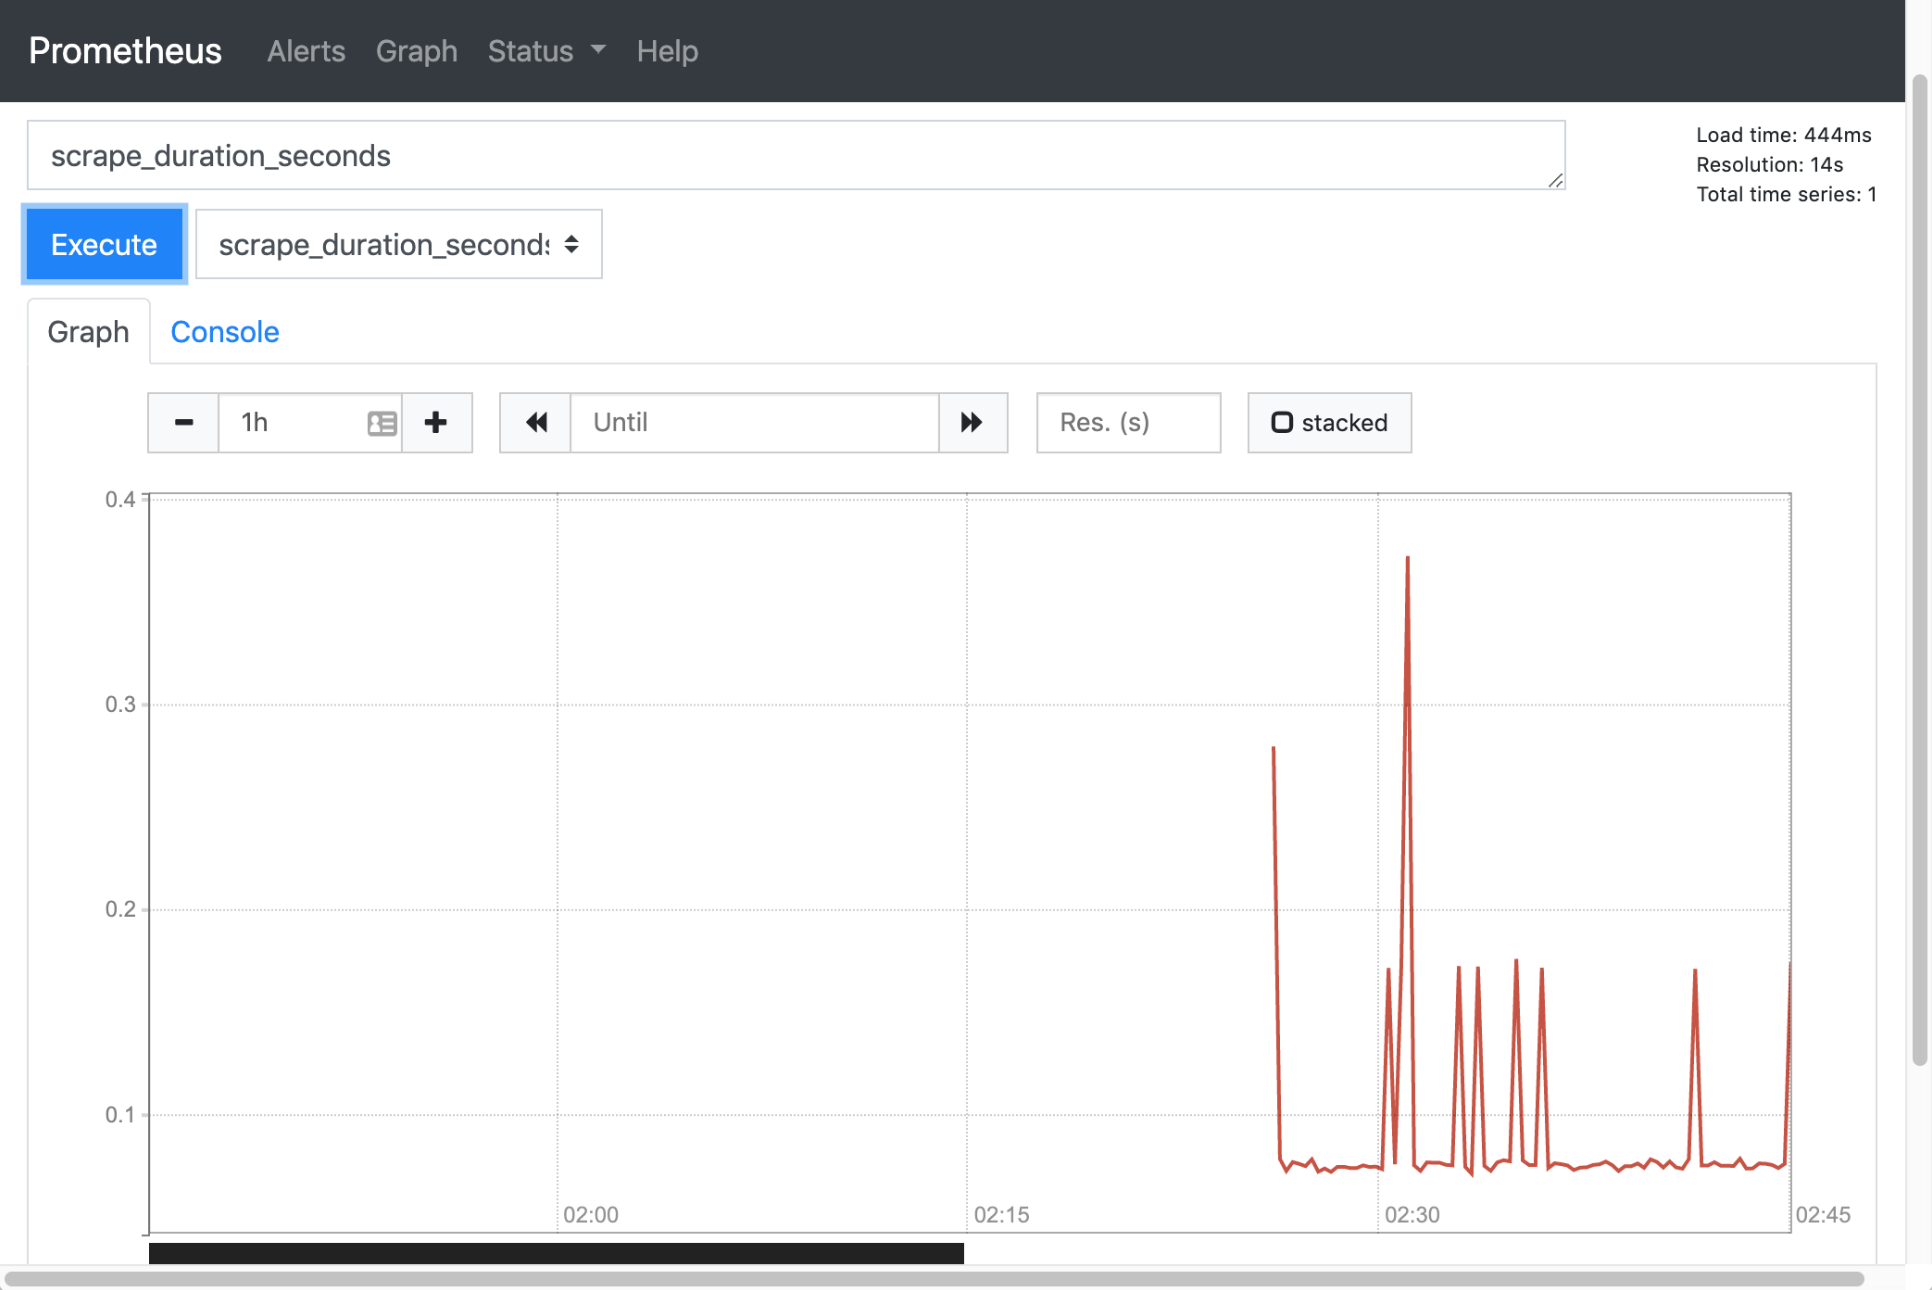 Prometheus Alerts Graph Status Help
scrape_duration_seconds
Load time: 444ms
Resolution: 14s
Total time series: 1
Execute scrape_duration_seconds
Graph Console
1h Until Res. (s) stacked
0.4
0.3
0.2
0.1
02:00 02:15 02:30 02:45